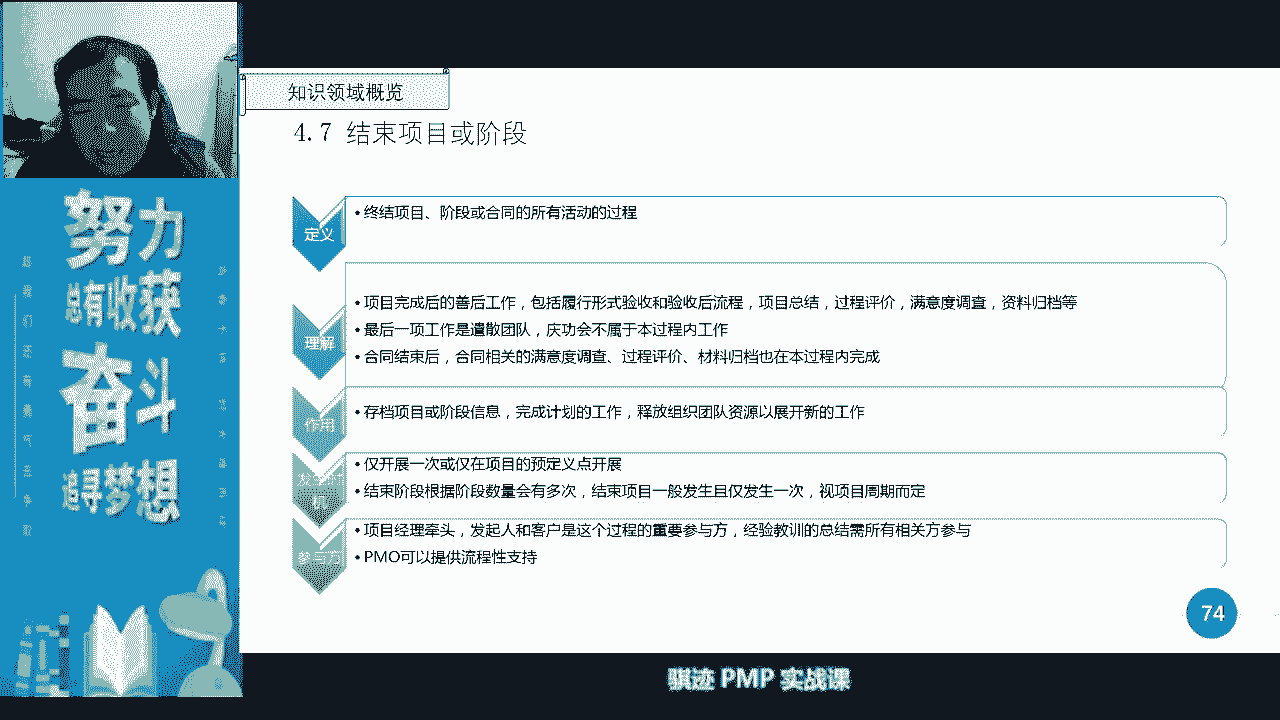 知识领域概览
4.7 结束项目或阶段
定义
•终结项目、阶段或合同的所有活动的过程
理解
•项目完成后的善后工作，包括履行形式验收和验收后流程，项目总结，过程评价，满意度调查，资料归档等
•最后一项工作是遣散团队，庆功会不属于本过程内工作
•合同结束后，合同相关的满意度调查、过程评价、材料归档也在本过程内完成
作用
•存档项目或阶段信息，完成计划的工作，释放组织团队资源以展开新的工作
发生时
机
•仅开展一次或仅在项目的预定义点开展
•结束阶段根据阶段数量会有多次，结束项目一般发生且仅发生一次，视项目周期而定
参与方
•项目经理牵头，发起人和客户是这个过程的重要参与方，经验教训的总结需所有相关方参与
•PMO可以提供流程性支持
74
努力
总有收获
奋斗
追寻梦想
骐迹 PMP 实战课